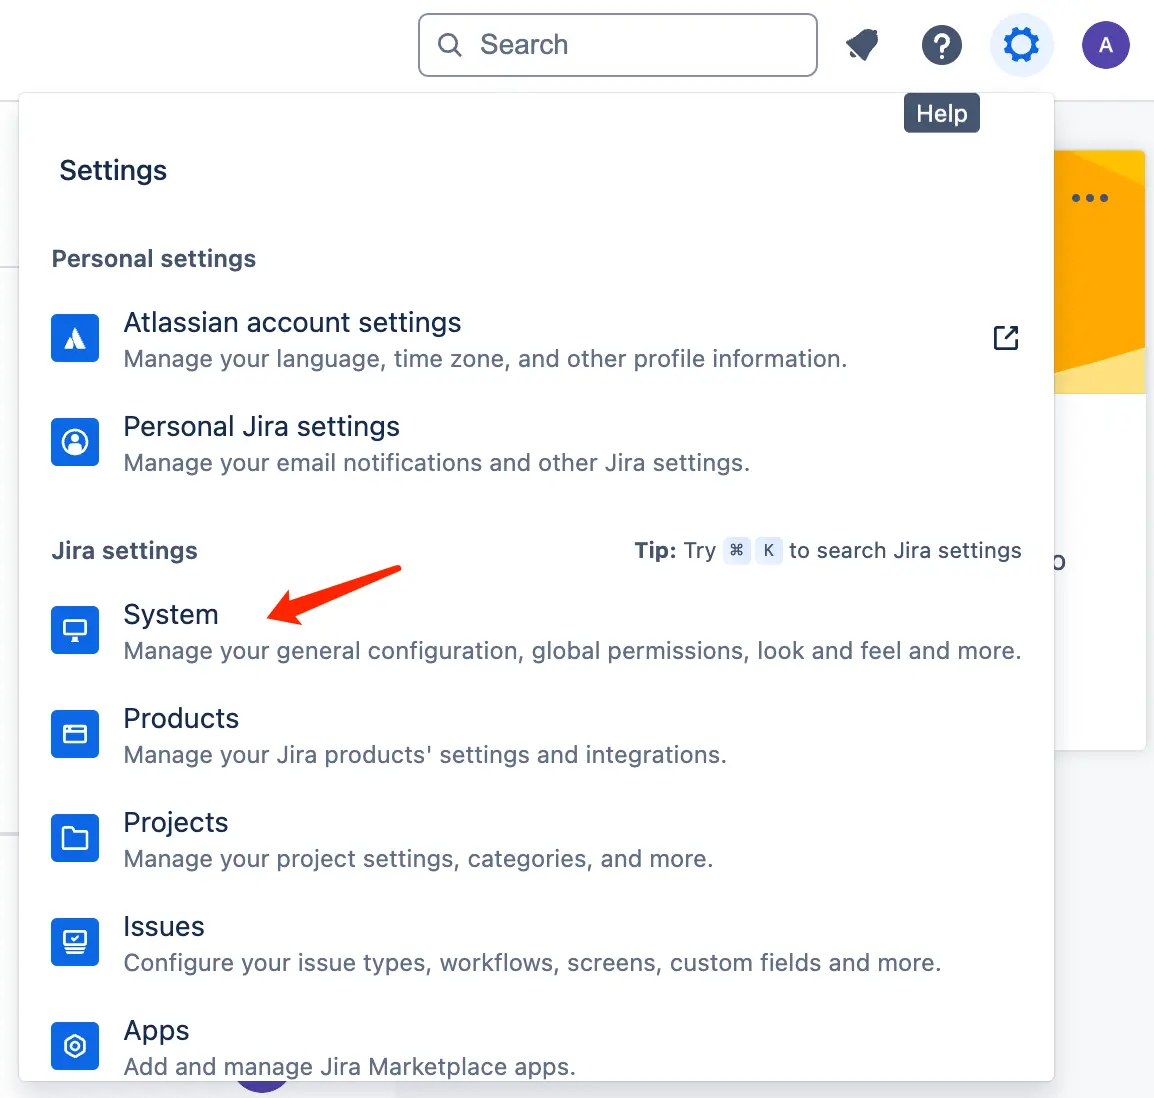 Search
A
Help
Settings
Personal settings
Atlassian account settings
Manage your language, time zone, and other profile information.
Personal Jira settings
Manage your email notifications and other Jira settings.
Jira settings
Tip: Try ⌘ K to search Jira settings
System
Manage your general configuration, global permissions, look and feel and more.
Products
Manage your Jira products' settings and integrations.
Projects
Manage your project settings, categories, and more.
Issues
Configure your issue types, workflows, screens, custom fields and more.
Apps
Add and manage Jira Marketplace apps.